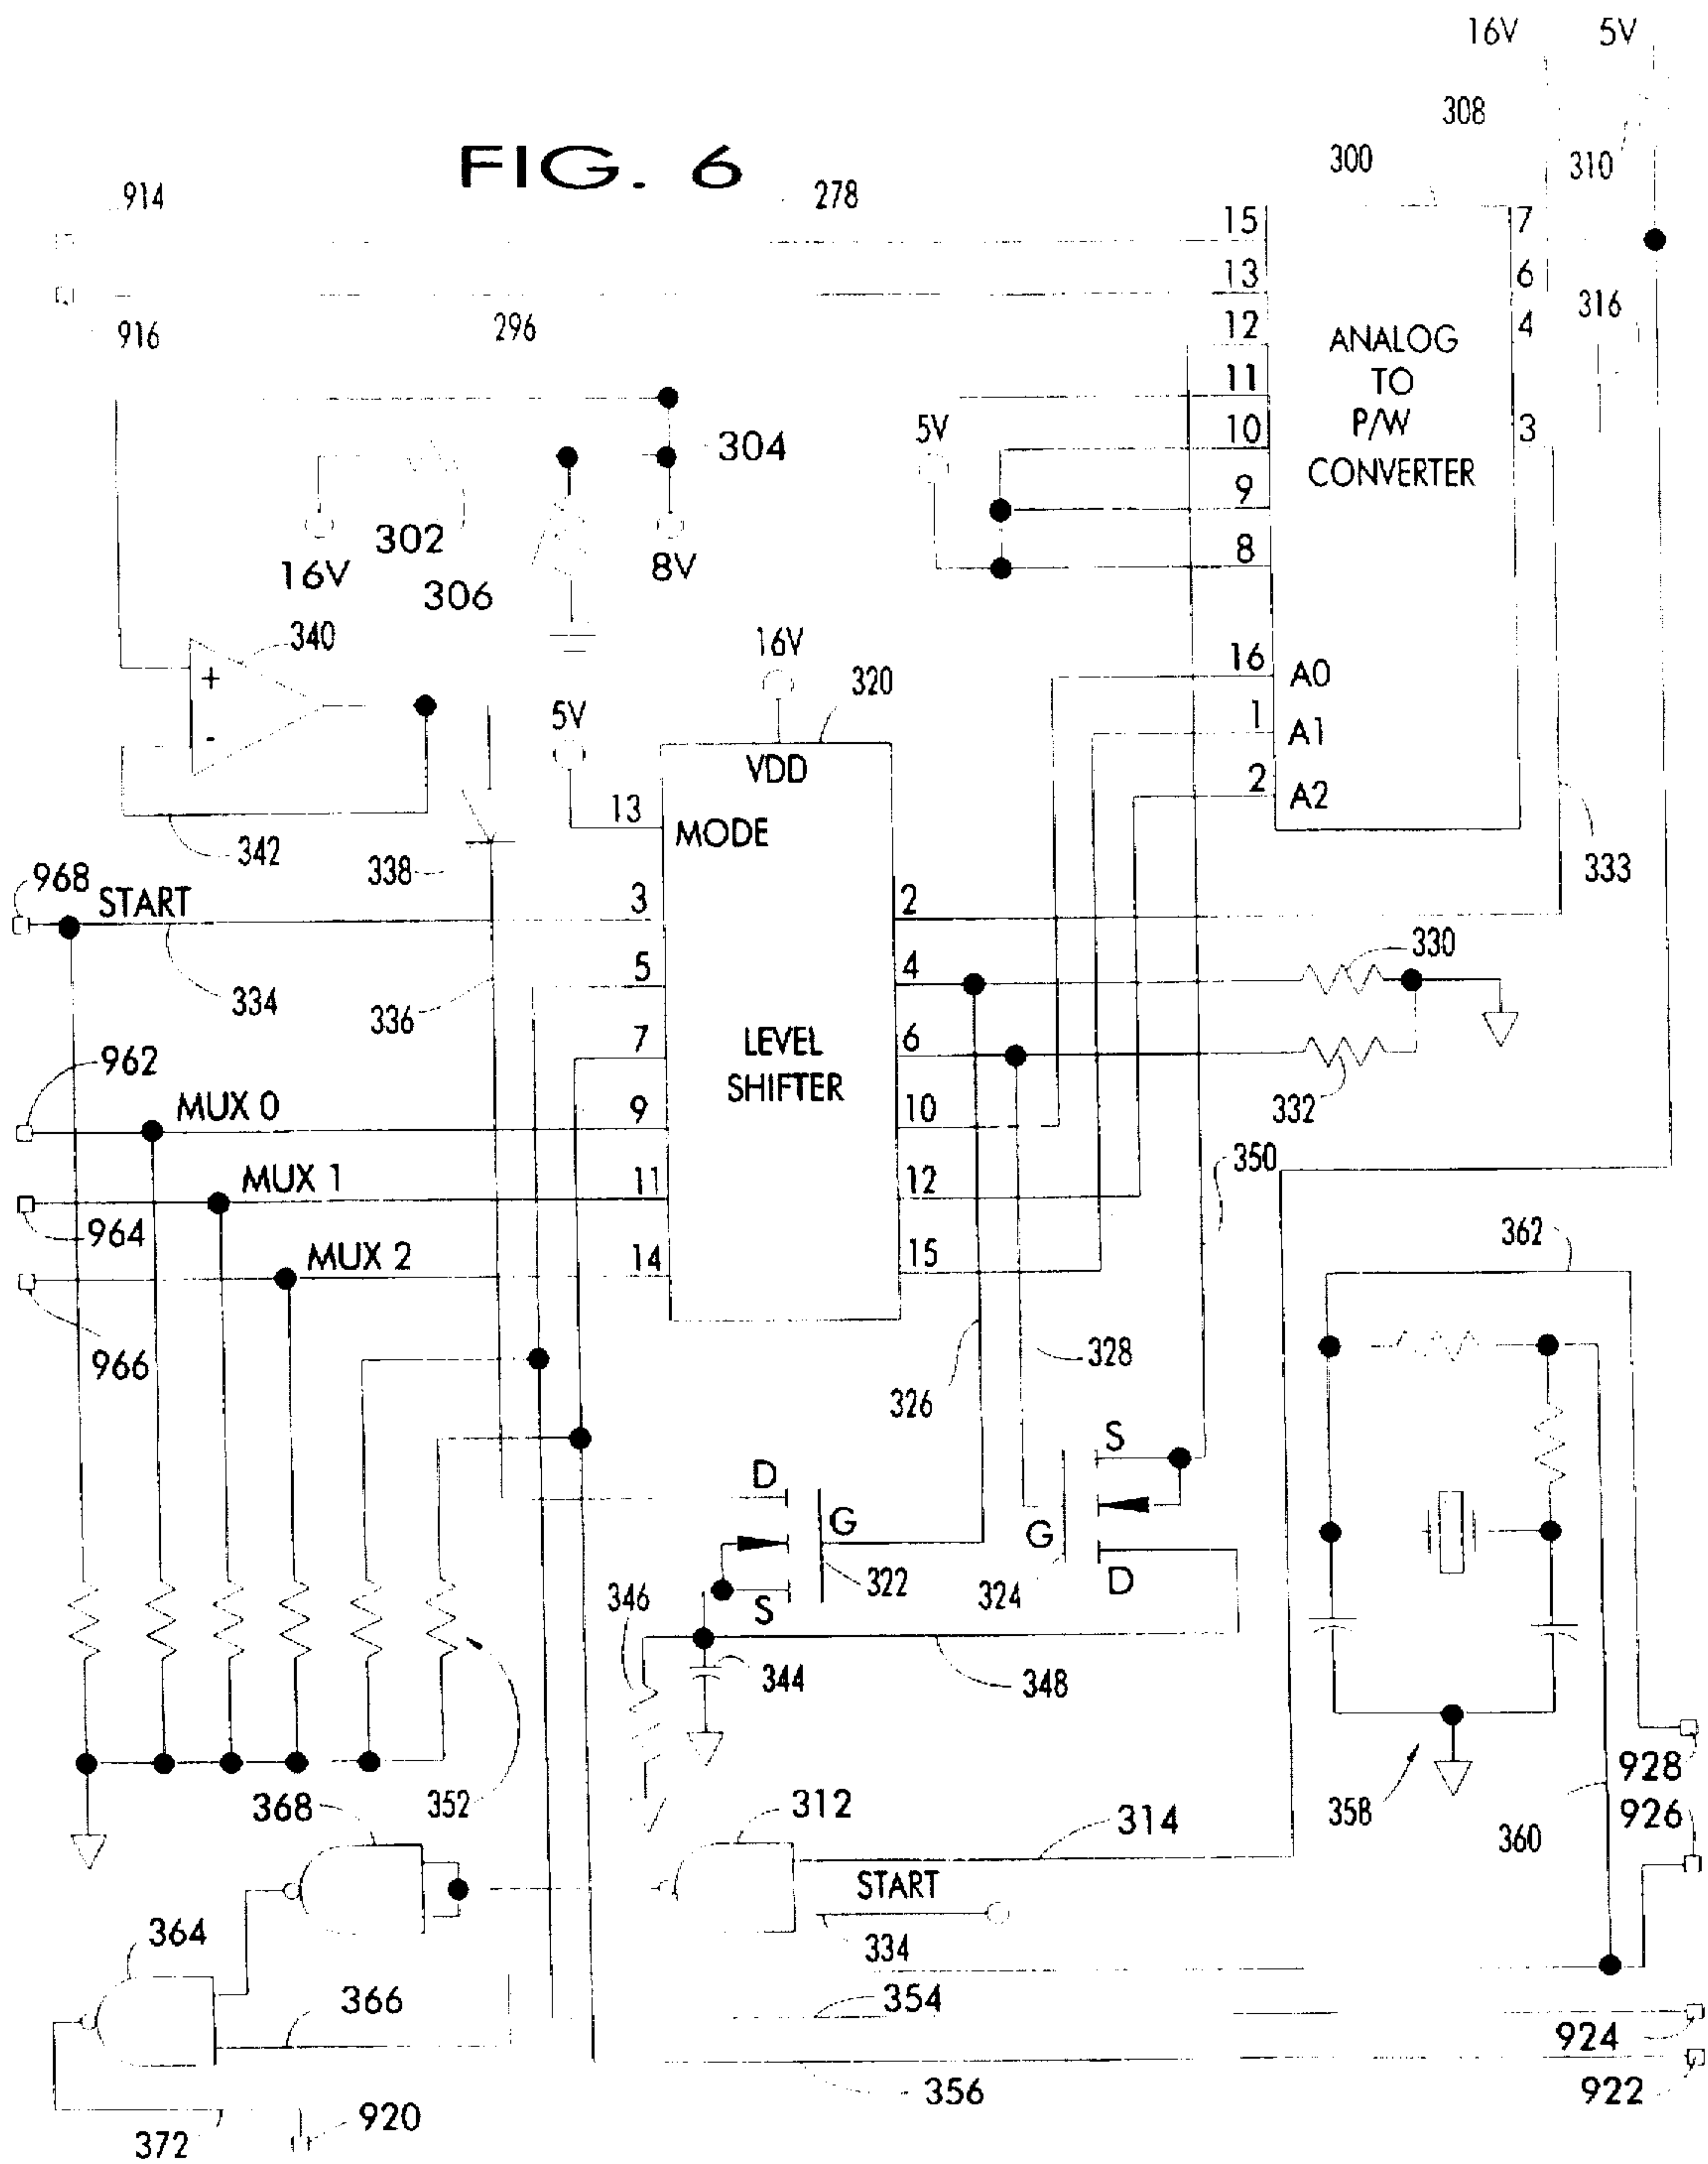 16V 5V
308
FIG. 6
300
310
914
278
15
7
13
6
916
296
316
12
4
ANALOG
TO
P/W
CONVERTER
11
5V
10
3
304
9
302
8
16V
8V
306
340
16V
16
A0
+
320
5V
1
A1
-
VDD
2
A2
13
MODE
342
338
333
968
START
3
2
330
5
4
334
336
LEVEL
SHIFTER
7
6
962
MUX 0
9
10
332
350
MUX 1
11
12
964
362
MUX 2
14
15
966
328
326
S
D
G
G
322
324
D
346
S
344
348
928
368
352
312
314
358
926
360
START
364
334
366
354
924
356
922
920
372